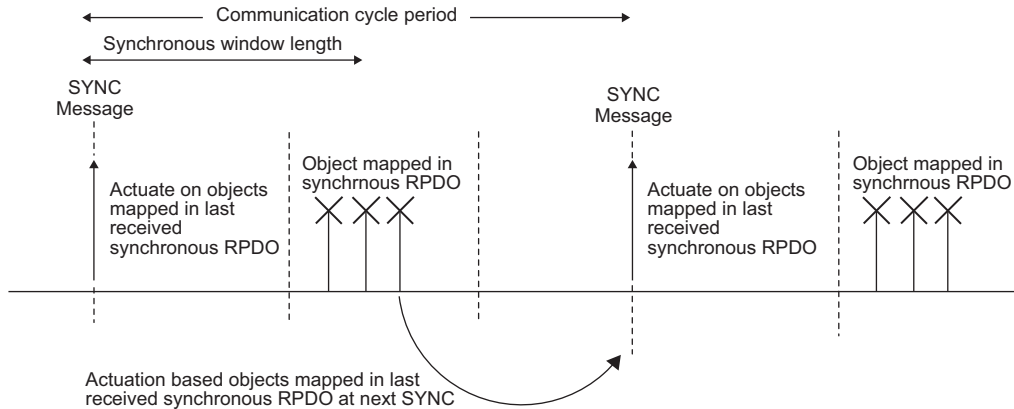 Communication cycle period
Synchronous window length
SYNC
Message
SYNC
Message
Actuate on objects
mapped in last
received
synchronous RPDO
Object mapped in
synchrnous RPDO
Actuate on objects
mapped in last
received
synchronous RPDO
Object mapped in
synchrnous RPDO
Actuation based objects mapped in last
received synchronous RPDO at next SYNC